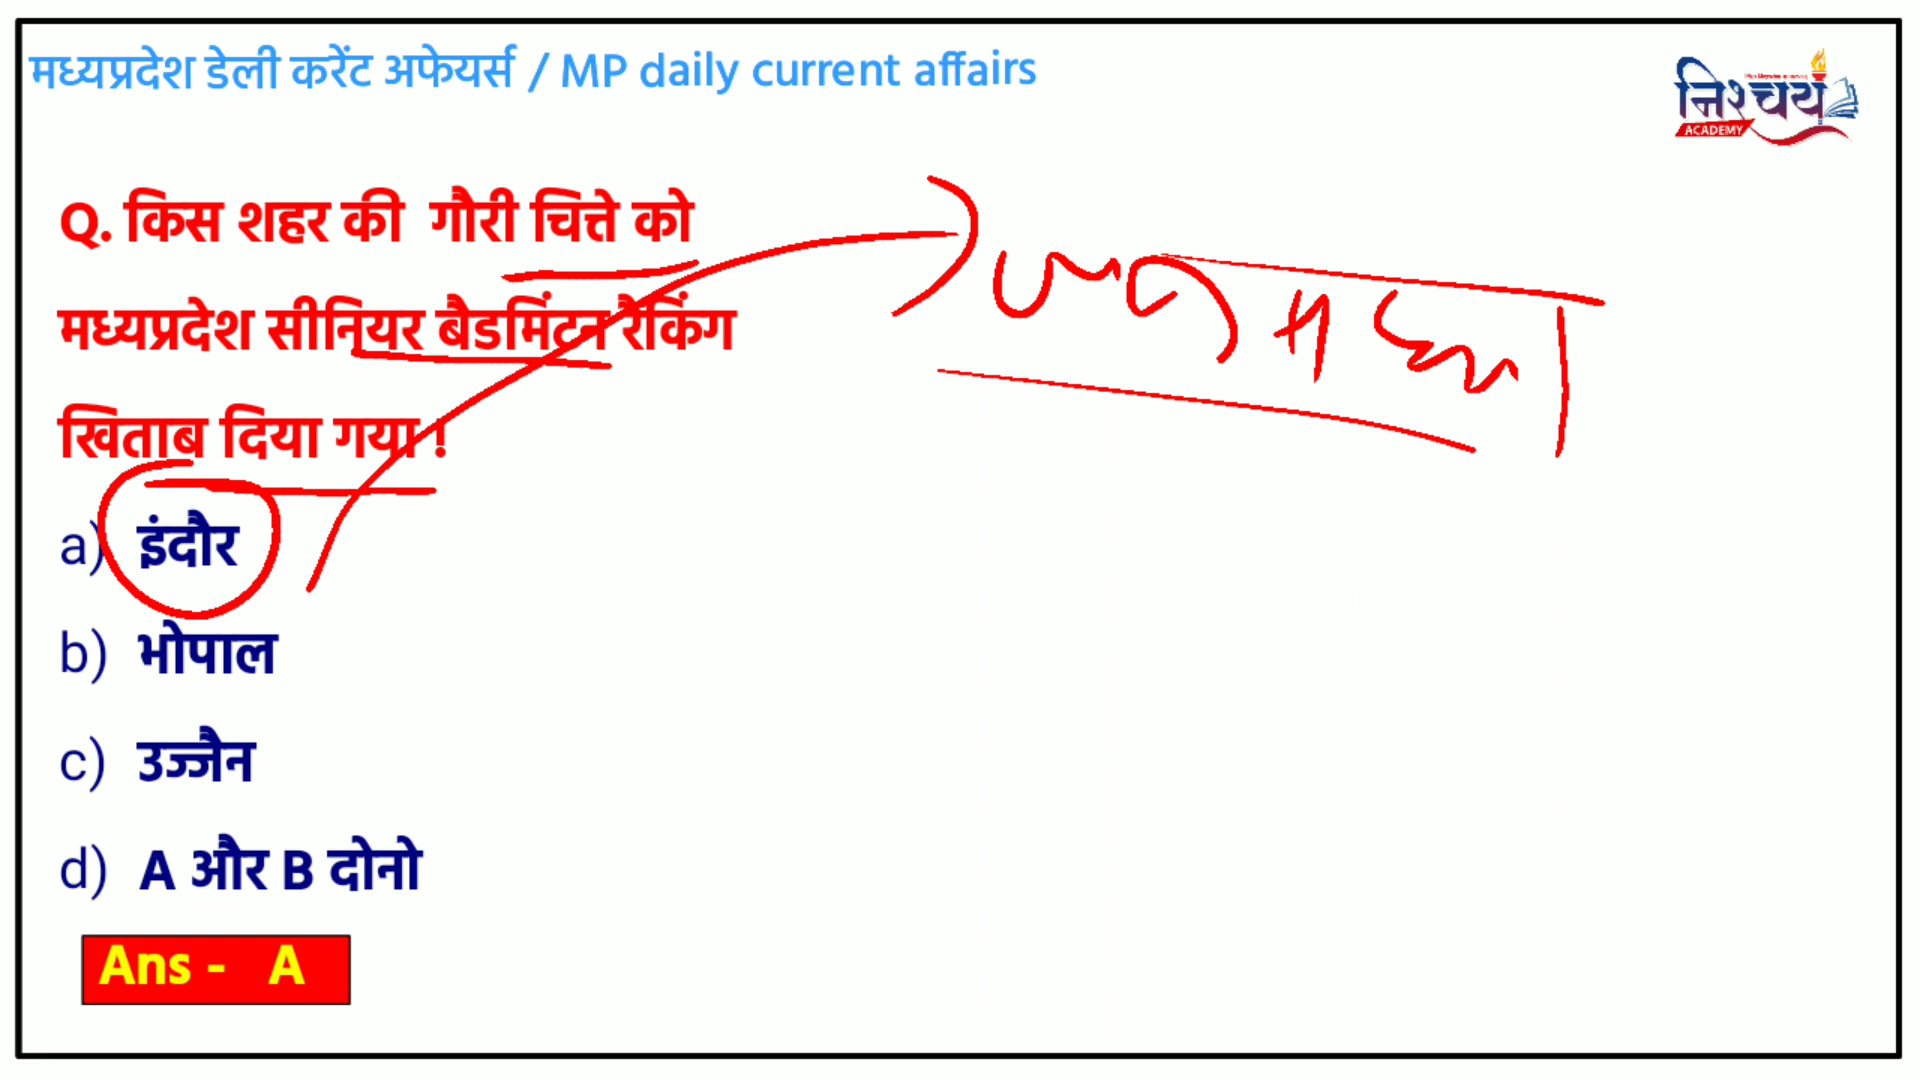 मध्यप्रदेश डेली करेंट अफेयर्स / MP daily current affairs
निश्चय
ACADEMY
Q. किस शहर की गौरी चित्ते को
मध्यप्रदेश सीनियर बैडमिंटन रैंकिंग
खिताब दिया गया !
a) इंदौर
b) भोपाल
c) उज्जैन
d) A और B दोनो
Ans - A